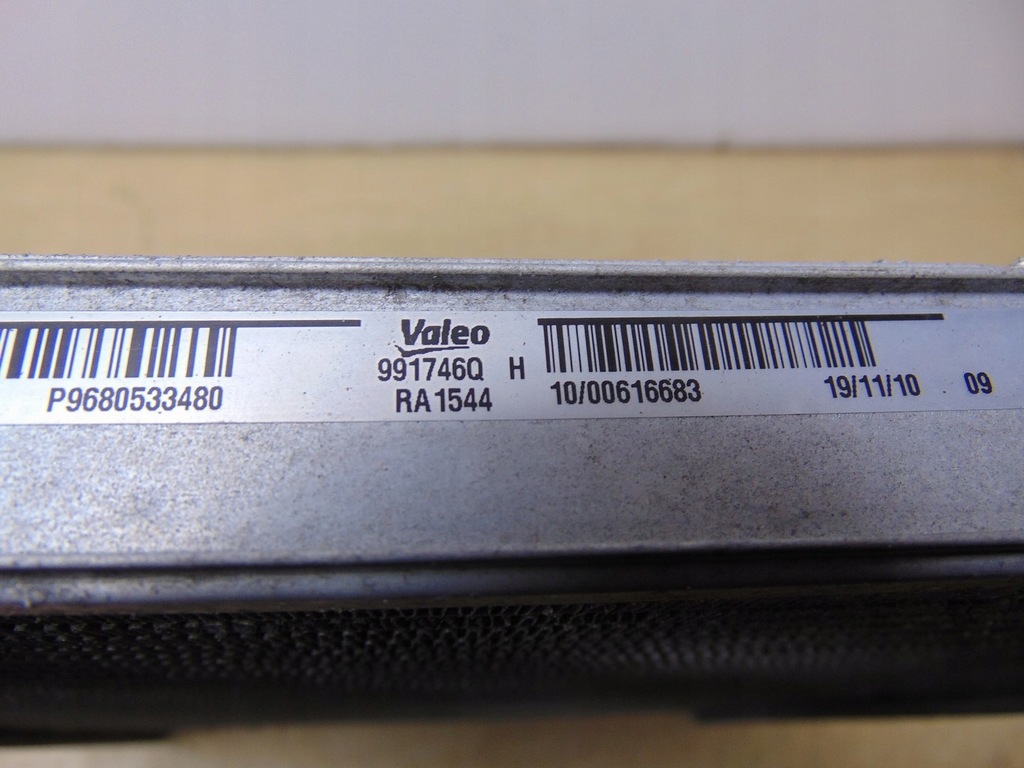 P9680533480
Valeo
991746Q H
RA1544
10/00616683 19/11/10 09